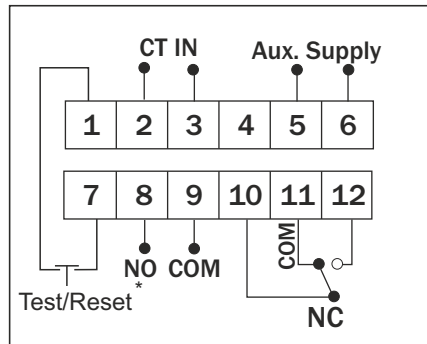 CT IN Aux. Supply
1 2 3 4 5 6
7 8 9 10 11 12
COM
NO COM
*
Test/Reset
NC